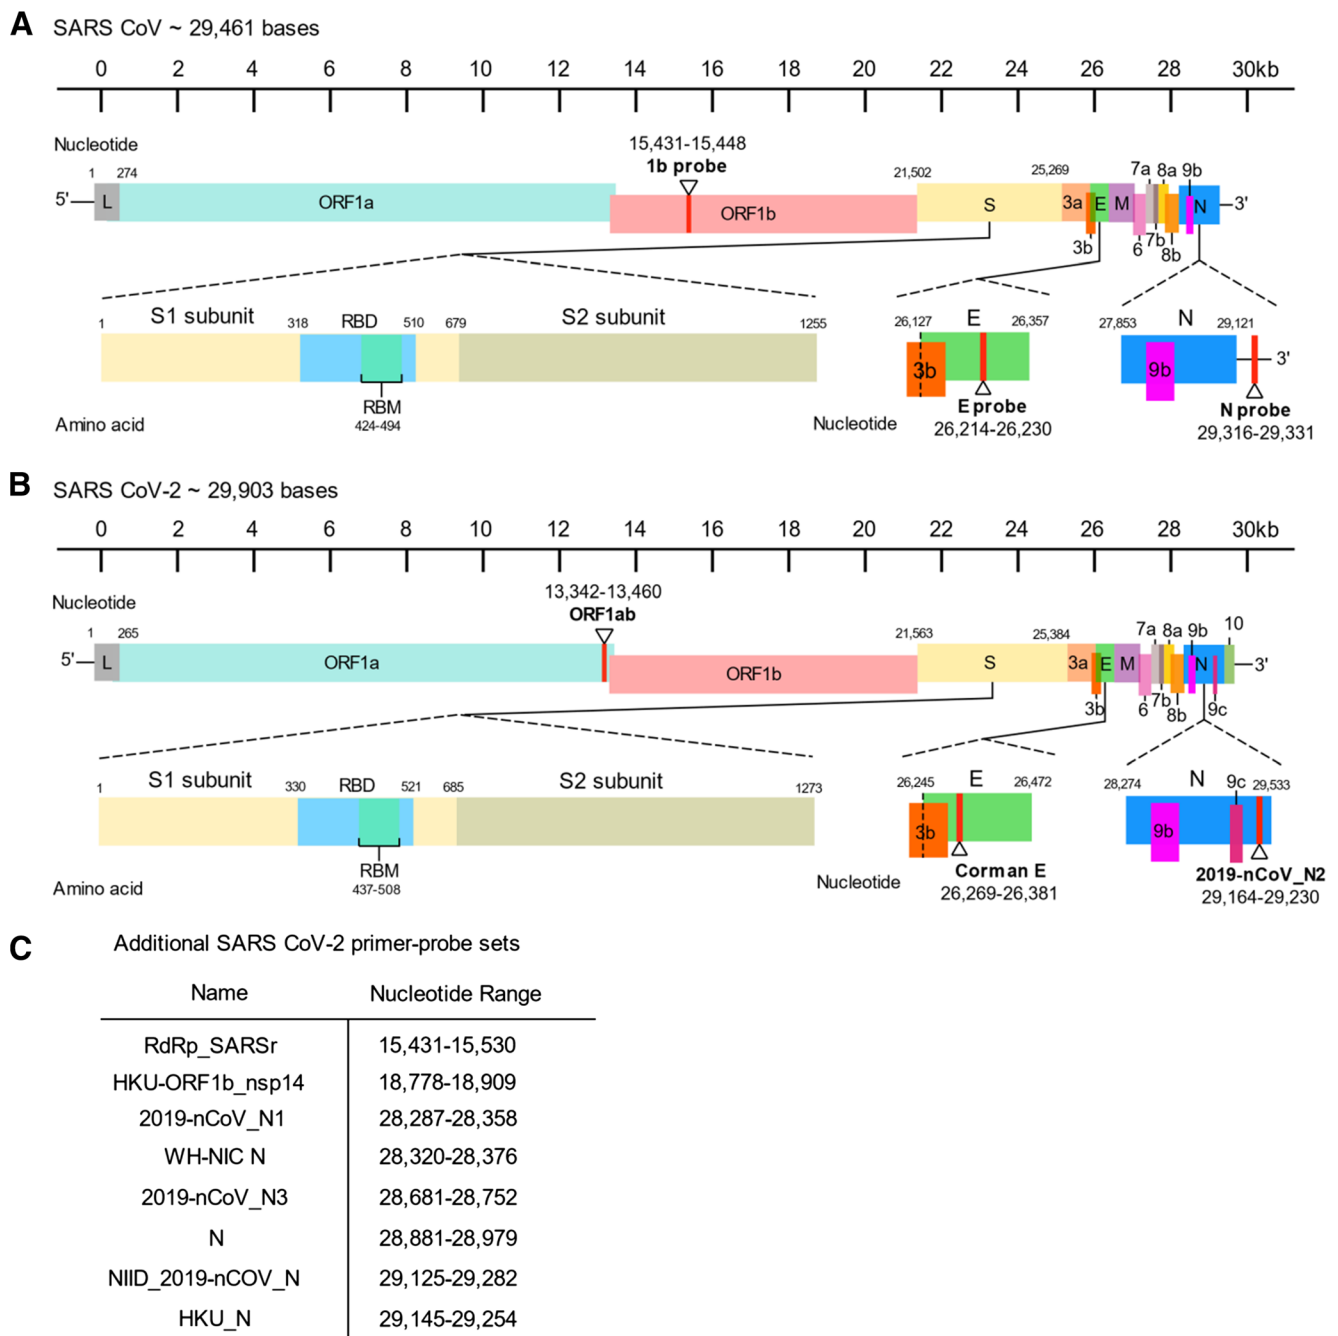 A SARS CoV ~ 29,461 bases
0 2 4 6 8 10 12 14 16 18 20 22 24 26 28 30kb
Nucleotide
15,431-15,448
1b probe
1 274 21,502 25,269 7a 8a 9b
5' L ORF1a ORF1b S 3a E M N 3'
3b 6 7b 8b
S1 subunit S2 subunit
1 318 RBD 510 679 1255
RBM
424-494
Amino acid
26,127 E 26,357
3b
E probe
Nucleotide 26,214-26,230
27,853 N 29,121
9b 3'
N probe
29,316-29,331
B SARS CoV-2 ~ 29,903 bases
0 2 4 6 8 10 12 14 16 18 20 22 24 26 28 30kb
Nucleotide
13,342-13,460
ORF1ab
1 265 21,563 25,384 7a 8a 9b 10
5' L ORF1a ORF1b S 3a E M N 3'
3b 6 7b 8b 9c
S1 subunit S2 subunit
1 330 RBD 521 685 1273
RBM
437-508
Amino acid
26,245 E 26,472
3b
Corman E
Nucleotide 26,269-26,381
28,274 N 9c 29,533
9b
2019-nCoV_N2
29,164-29,230
C Additional SARS CoV-2 primer-probe sets
Name Nucleotide Range
RdRp_SARSr 15,431-15,530
HKU-ORF1b_nsp14 18,778-18,909
2019-nCoV_N1 28,287-28,358
WH-NIC N 28,320-28,376
2019-nCoV_N3 28,681-28,752
N 28,881-28,979
NIID_2019-nCOV_N 29,125-29,282
HKU_N 29,145-29,254